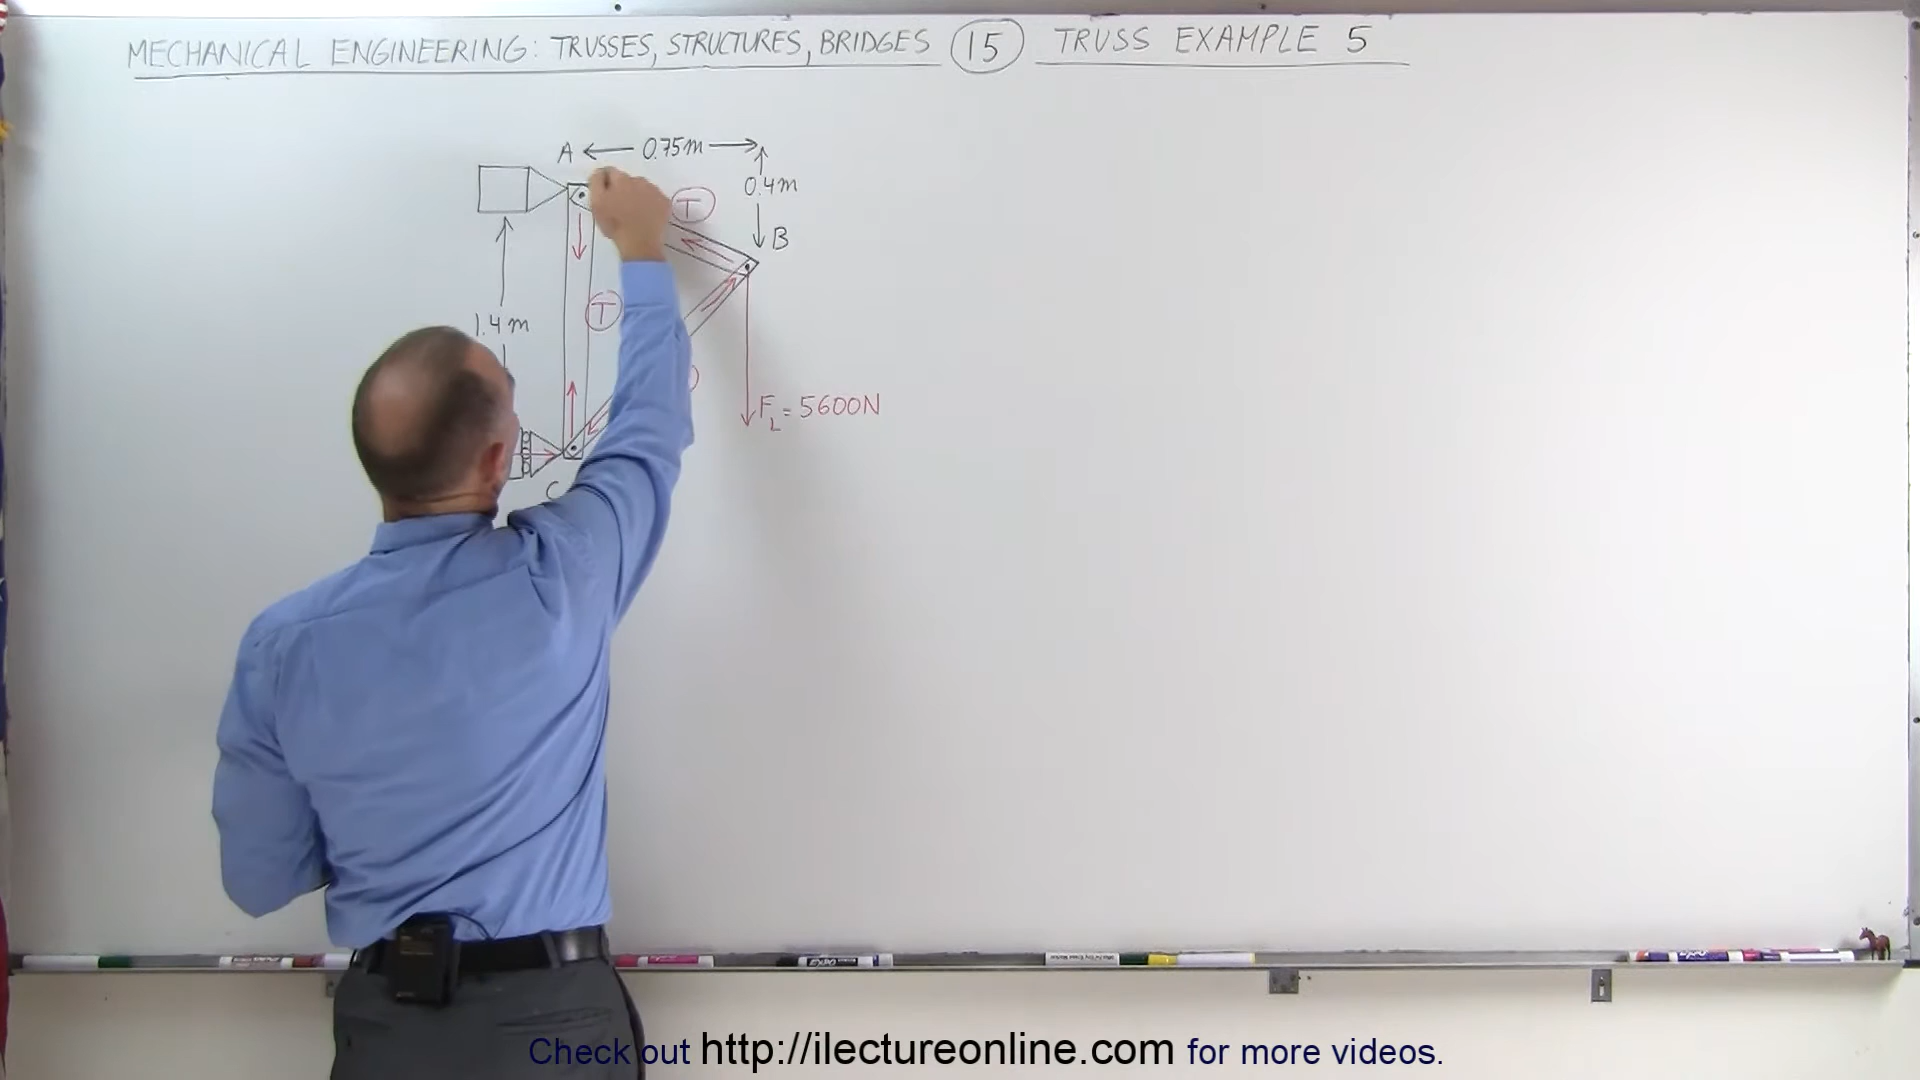 MECHANICAL ENGINEERING: TRUSSES, STRUCTURES, BRIDGES 15 TRUSS EXAMPLE 5
A 0.75m
0.4m
T
B
T
1.4m
F_L = 5600N
C
Check out http://ilectureonline.com for more videos.